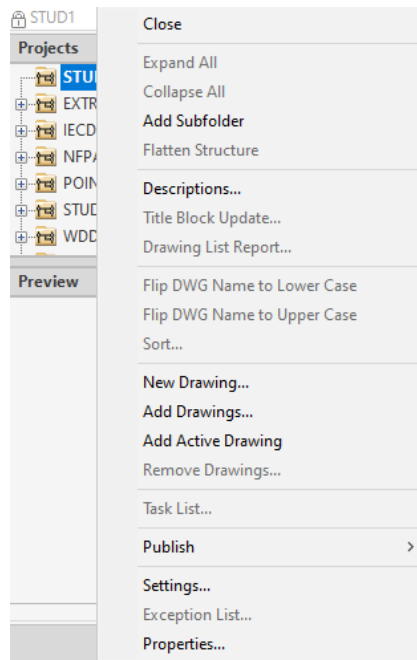 STUD1
Projects
STU
EXTR
IECD
NFPA
POIN
STUD
WDD
Preview
Close
Expand All
Collapse All
Add Subfolder
Flatten Structure
Descriptions...
Title Block Update...
Drawing List Report...
Flip DWG Name to Lower Case
Flip DWG Name to Upper Case
Sort...
New Drawing...
Add Drawings...
Add Active Drawing
Remove Drawings...
Task List...
Publish
Settings...
Exception List...
Properties...